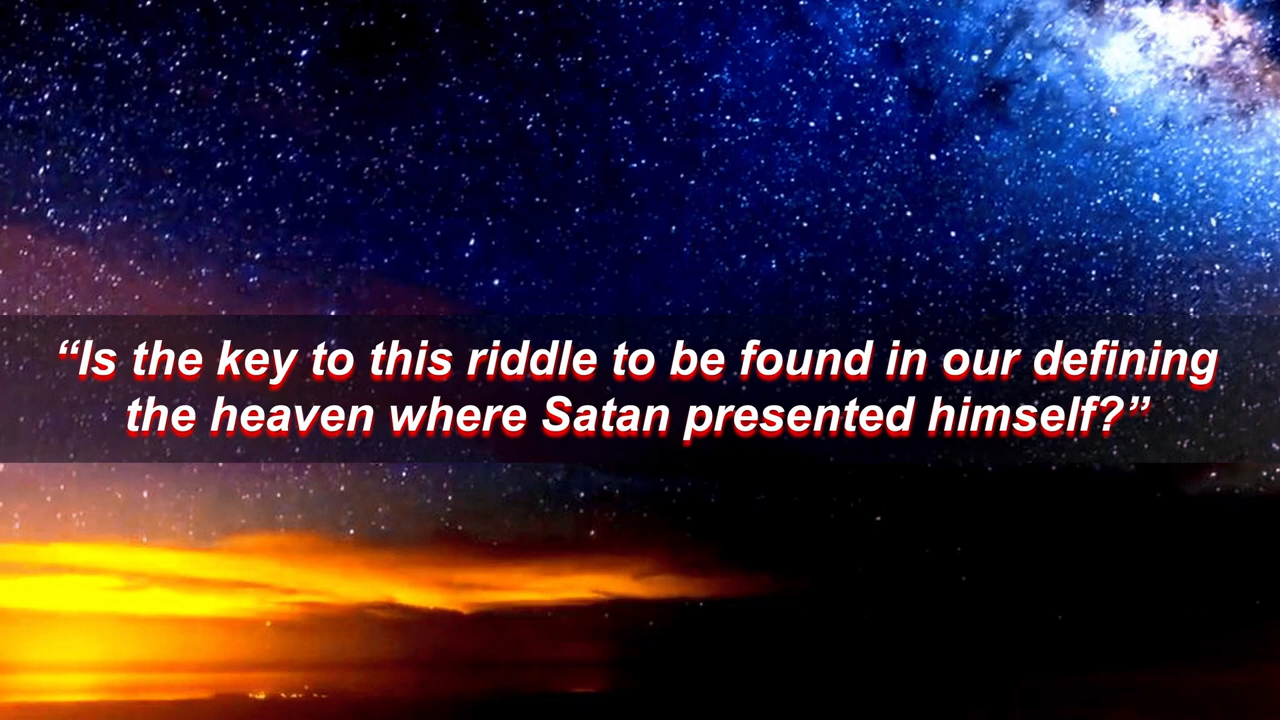 “Is the key to this riddle to be found in our defining
the heaven where Satan presented himself?”